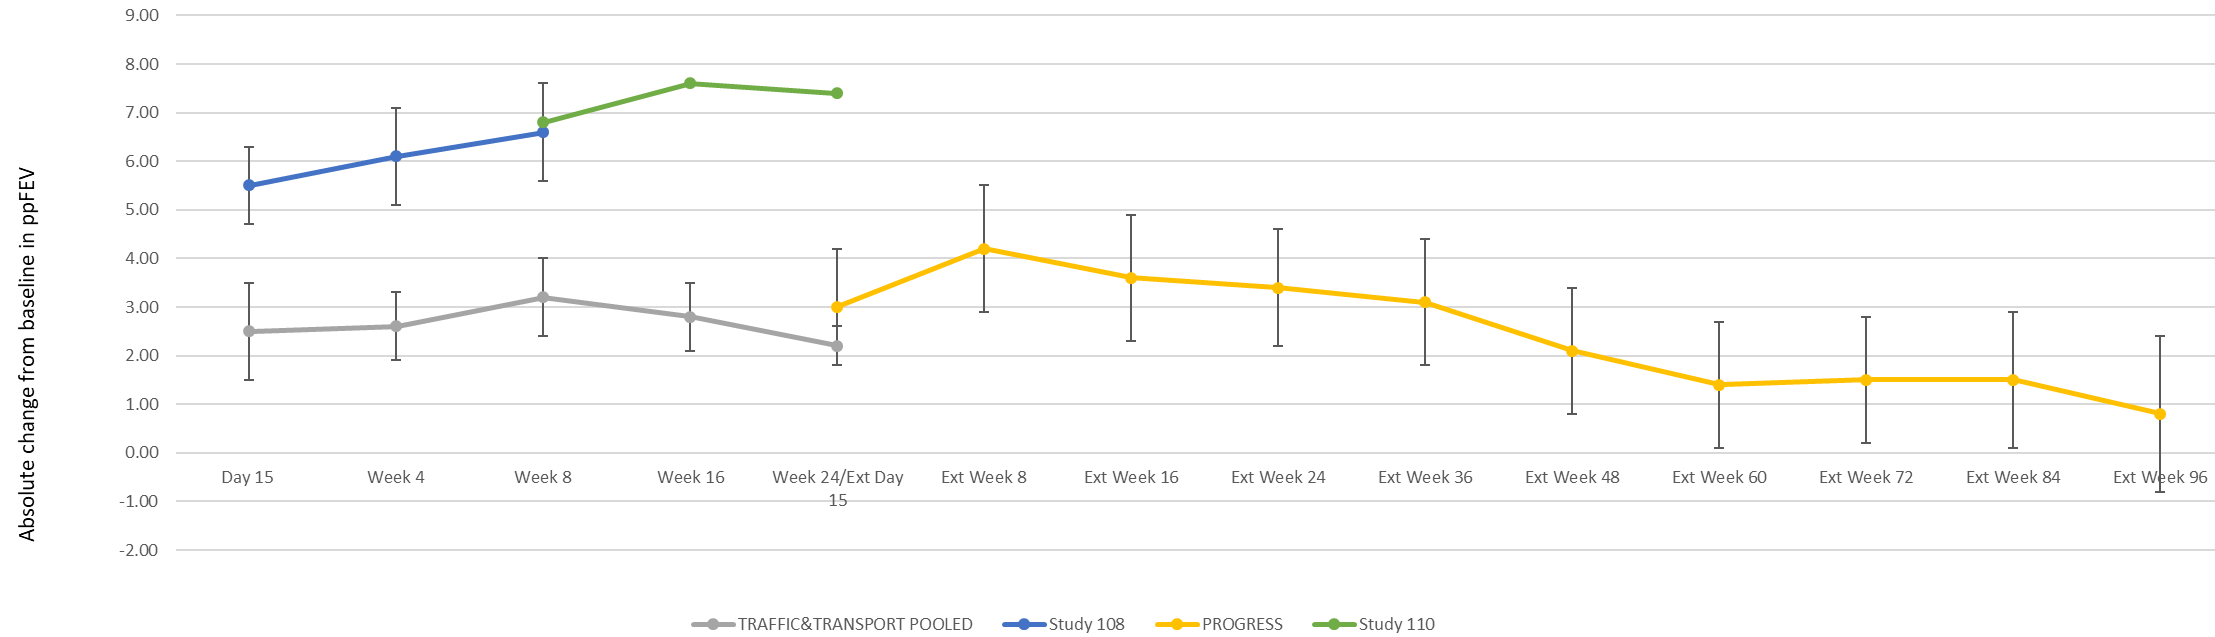 9.00
8.00
7.00
6.00
5.00
4.00
3.00
2.00
1.00
0.00
-1.00
-2.00
Absolute change from baseline in ppFEV
Day 15
Week 4
Week 8
Week 16
Week 24/Ext Day
15
Ext Week 8
Ext Week 16
Ext Week 24
Ext Week 36
Ext Week 48
Ext Week 60
Ext Week 72
Ext Week 84
Ext Week 96
TRAFFIC&TRANSPORT POOLED
Study 108
PROGRESS
Study 110